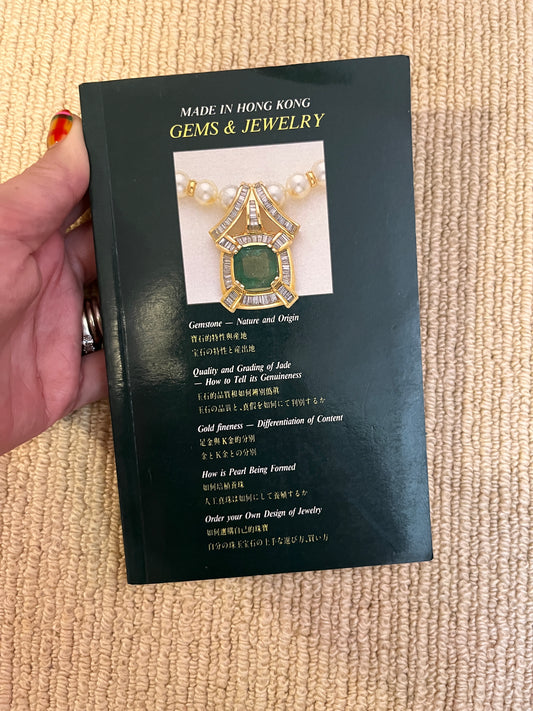 MADE IN HONG KONG
GEMS & JEWELRY
Gemstone — Nature and Origin
寶石的特性與産地
宝石の特性と産出地
Quality and Grading of Jade
— How to Tell its Genuineness
玉石的品質和如何辨別僞眞
玉石の品質と、真假を如何にて判別するか
Gold fineness — Differentiation of Content
足金與K金的分別
金とK金との分別
How is Pearl Being Formed
如何培植養珠
人工真珠は如何にして養殖するか
Order your Own Design of Jewelry
如何選購自己的珠寶
自分の珠玉宝石の上手な選び方、買い方